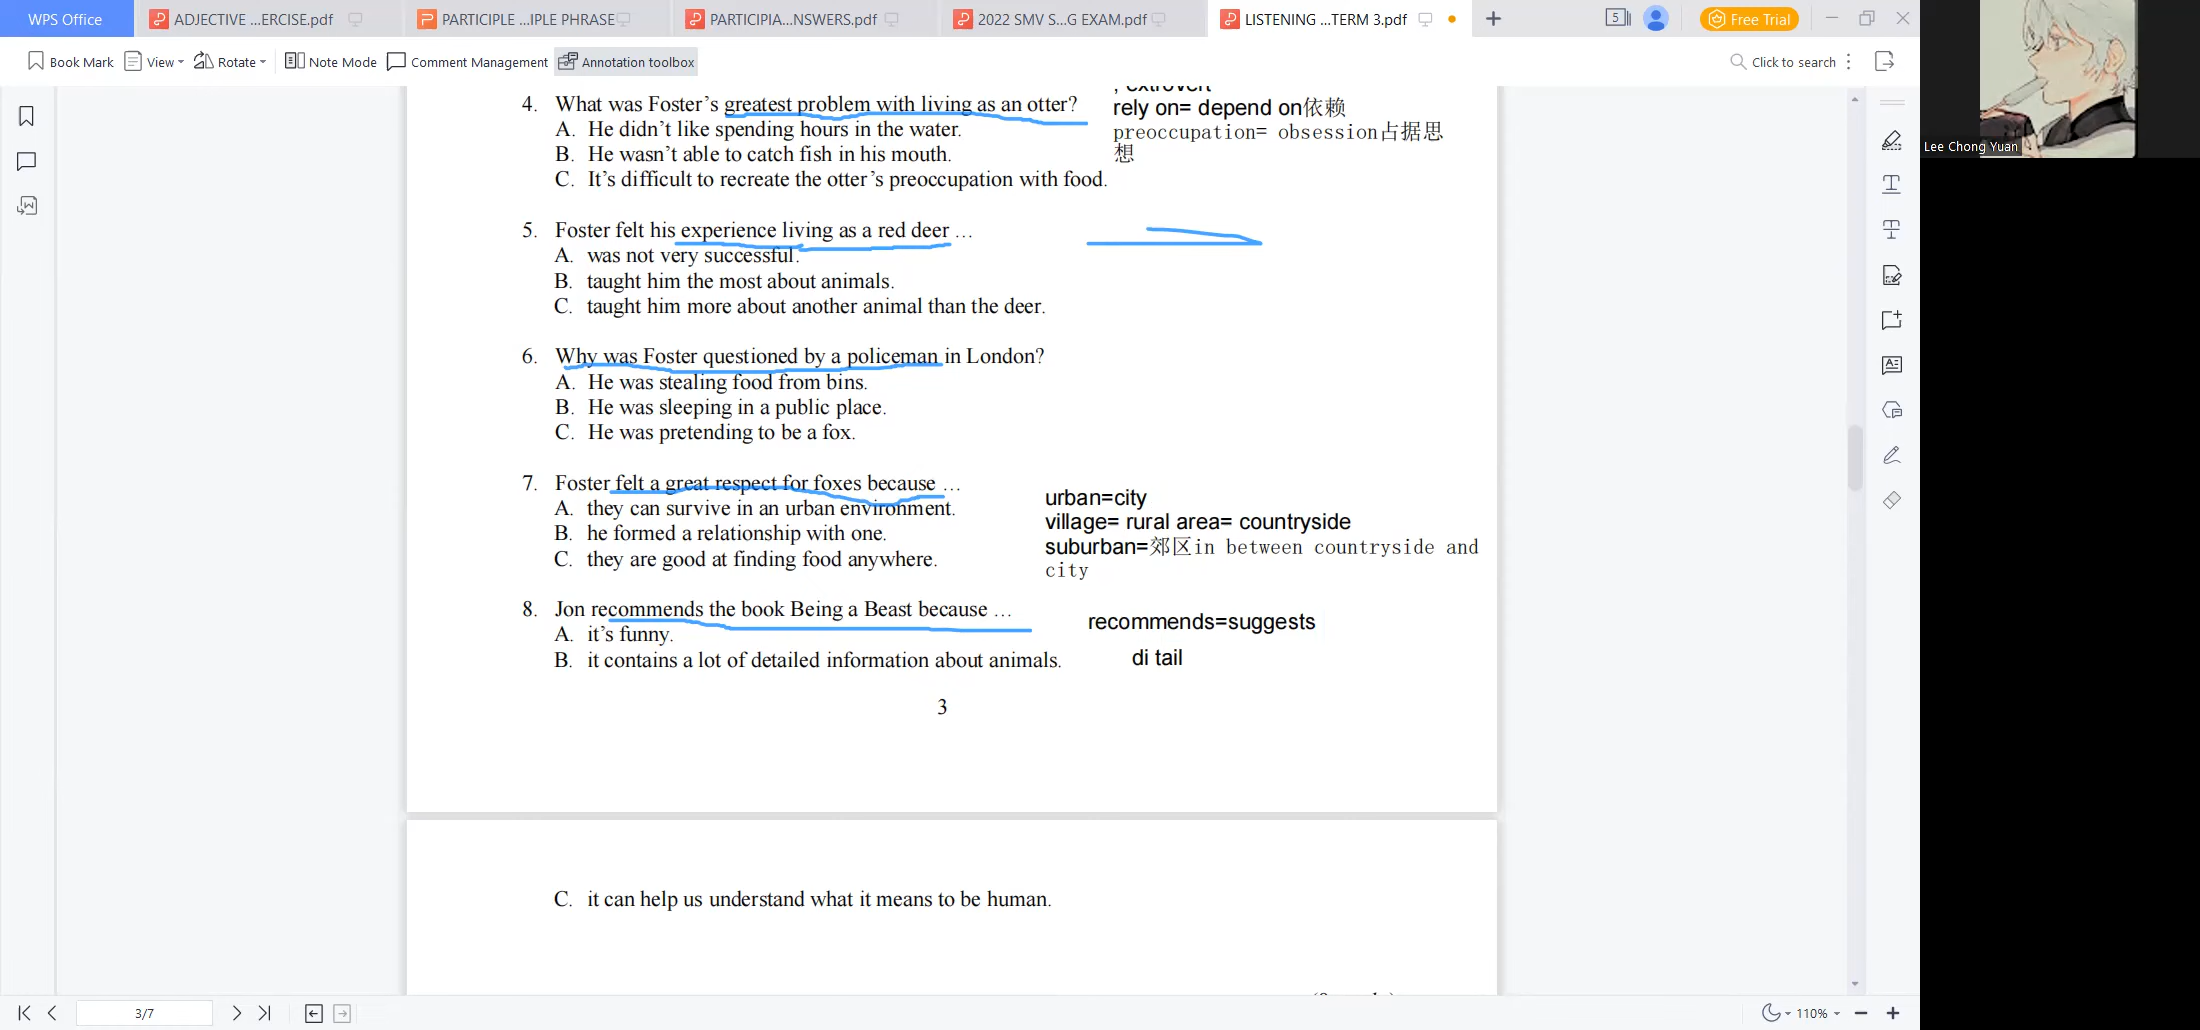 WPS Office
ADJECTIVE ...ERCISE.pdf
PARTICIPLE ...IPLE PHRASE
PARTICIPIA...NSWERS.pdf
2022 SMV S...G EXAM.pdf
LISTENING ...TERM 3.pdf
5
Free Trial
Book Mark
View
Rotate
Note Mode
Comment Management
Annotation toolbox
Click to search
Lee Chong Yuan
4. What was Foster's greatest problem with living as an otter?
A. He didn't like spending hours in the water.
B. He wasn't able to catch fish in his mouth.
C. It's difficult to recreate the otter's preoccupation with food.
, extrovert
rely on= depend on依赖
preoccupation= obsession占据思
想
5. Foster felt his experience living as a red deer …
A. was not very successful.
B. taught him the most about animals.
C. taught him more about another animal than the deer.
6. Why was Foster questioned by a policeman in London?
A. He was stealing food from bins.
B. He was sleeping in a public place.
C. He was pretending to be a fox.
7. Foster felt a great respect for foxes because …
A. they can survive in an urban environment.
B. he formed a relationship with one.
C. they are good at finding food anywhere.
urban=city
village= rural area= countryside
suburban=郊区in between countryside and
city
8. Jon recommends the book Being a Beast because …
A. it's funny.
B. it contains a lot of detailed information about animals.
recommends=suggests
di tail
3
C. it can help us understand what it means to be human.
3/7
110%